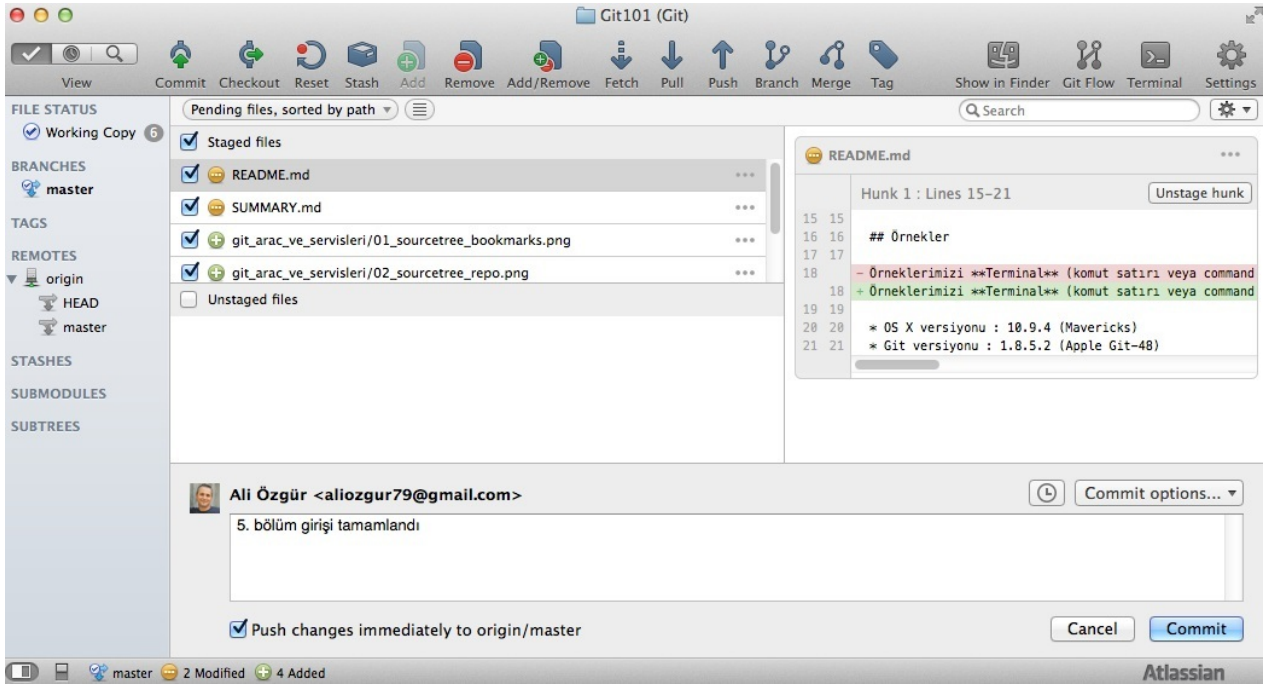 Git101 (Git)
View Commit Checkout Reset Stash Add Remove Add/Remove Fetch Pull Push Branch Merge Tag Show in Finder Git Flow Terminal Settings
FILE STATUS
Working Copy 6
BRANCHES
master
TAGS
REMOTES
origin
HEAD
master
STASHES
SUBMODULES
SUBTREES
Pending files, sorted by path
Search
Staged files
README.md
SUMMARY.md
git_arac_ve_servisleri/01_sourcetree_bookmarks.png
git_arac_ve_servisleri/02_sourcetree_repo.png
Unstaged files
README.md
Hunk 1 : Lines 15-21 Unstage hunk
15 15
16 16 ## Örnekler
17 17
18 - Örneklerimizi **Terminal** (komut satırı veya command
18 + Örneklerimizi **Terminal** (komut satırı veya command
19 19
20 20 * OS X versiyonu : 10.9.4 (Mavericks)
21 21 * Git versiyonu : 1.8.5.2 (Apple Git-48)
Ali Özgür <aliozgur79@gmail.com> Commit options...
5. bölüm girişi tamamlandı
Push changes immediately to origin/master
Cancel Commit
master 2 Modified 4 Added Atlassian